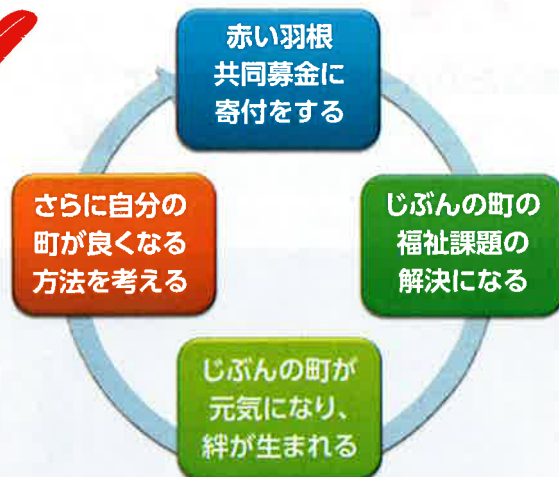 赤い羽根
共同募金に
寄付をする
じぶんの町の
福祉課題の
解決になる
じぶんの町が
元気になり、
絆が生まれる
さらに自分の
町が良くなる
方法を考える